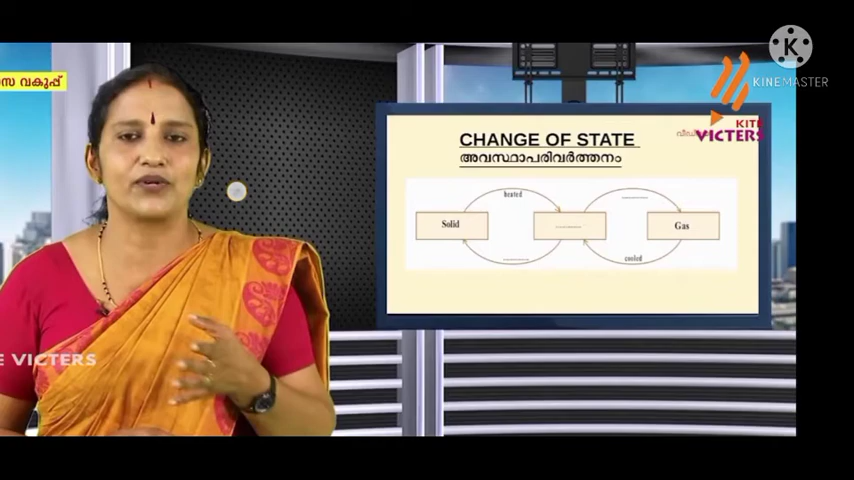 KINEMASTER
സ വകുപ്പ്
KITE
VICTERS
CHANGE OF STATE
അവസ്ഥാപരിവർത്തനം
heated
Solid
Gas
cooled
E VICTERS